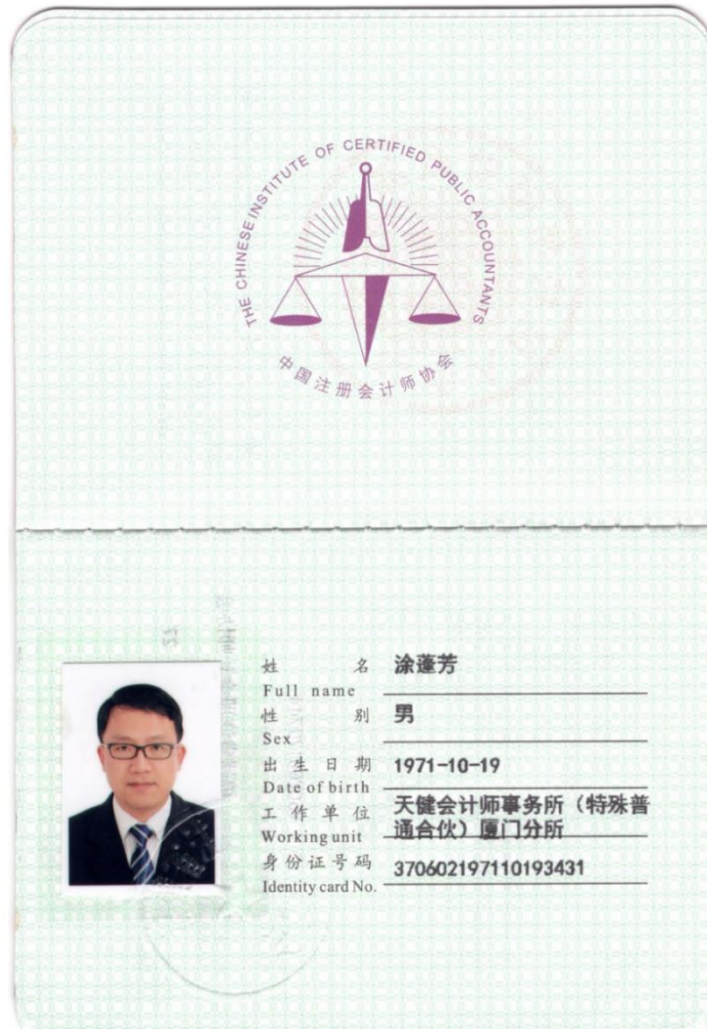 THE CHINESE INSTITUTE OF CERTIFIED PUBLIC ACCOUNTANTS
中国注册会计师协会
姓 名 涂蓬芳
Full name
性 别 男
Sex
出生日期 1971-10-19
Date of birth
工作单位 天健会计师事务所（特殊普
Working unit 通合伙）厦门分所
身份证号码 370602197110193431
Identity card No.